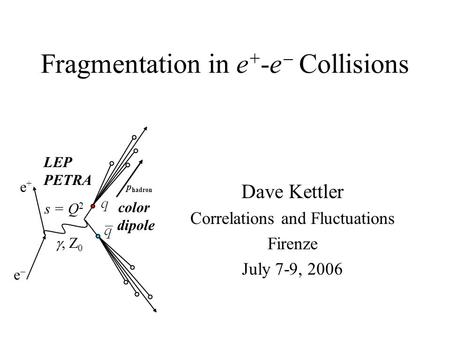 Fragmentation in e⁺-e⁻ Collisions
LEP
PETRA
e⁺
p hadron
s = Q²
q
color
dipole
q̅
γ, Z₀
e⁻
Dave Kettler
Correlations and Fluctuations
Firenze
July 7-9, 2006